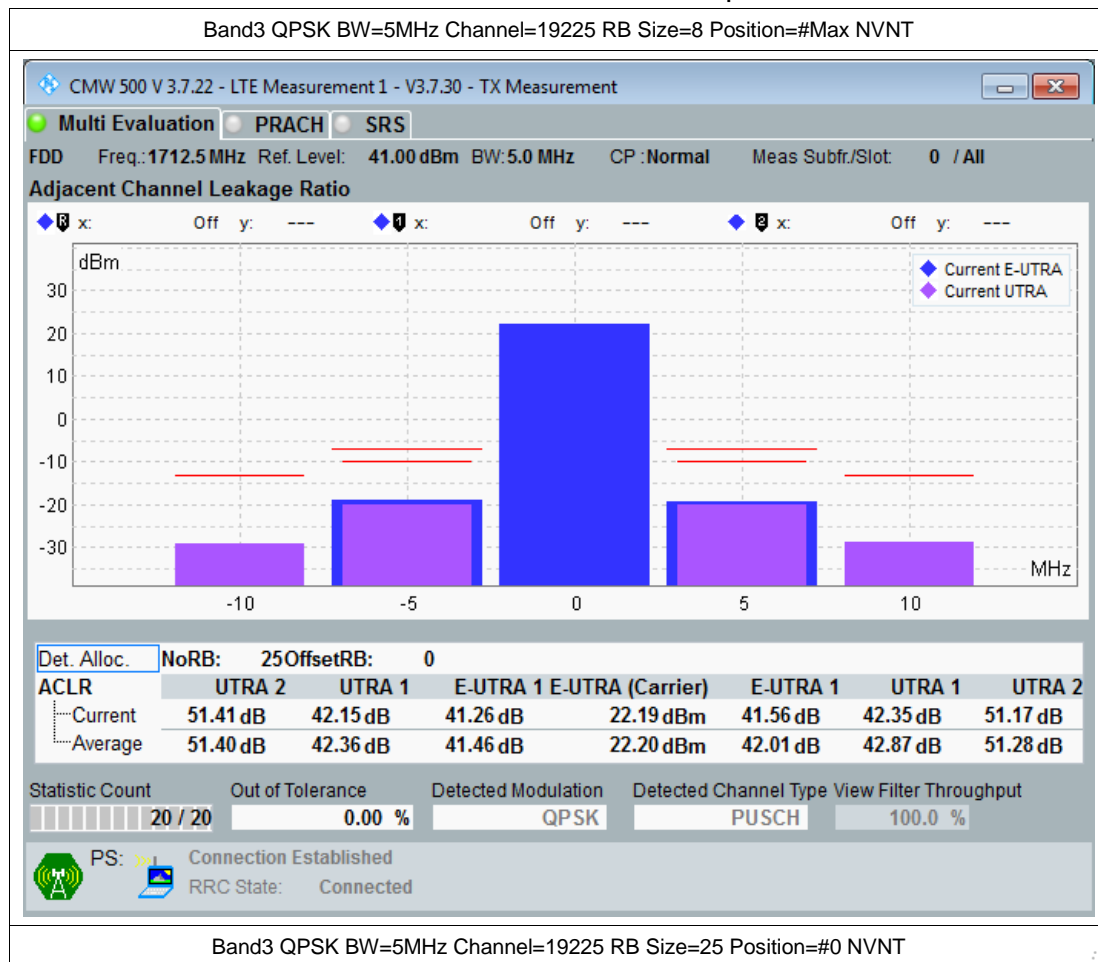 Band3 QPSK BW=5MHz Channel=19225 RB Size=8 Position=#Max NVNT
CMW 500 V 3.7.22 - LTE Measurement 1 - V3.7.30 - TX Measurement
Multi Evaluation PRACH SRS
FDD Freq.:1712.5 MHz Ref. Level: 41.00 dBm BW:5.0 MHz CP :Normal Meas Subfr./Slot: 0 / All
Adjacent Channel Leakage Ratio
R x: Off y: --- 1 x: Off y: --- 2 x: Off y: ---
dBm
Current E-UTRA
Current UTRA
30
20
10
0
-10
-20
-30
MHz
-10 -5 0 5 10
Det. Alloc. NoRB: 25 OffsetRB: 0
ACLR UTRA 2 UTRA 1 E-UTRA 1 E-UTRA (Carrier) E-UTRA 1 UTRA 1 UTRA 2
Current 51.41 dB 42.15 dB 41.26 dB 22.19 dBm 41.56 dB 42.35 dB 51.17 dB
Average 51.40 dB 42.36 dB 41.46 dB 22.20 dBm 42.01 dB 42.87 dB 51.28 dB
Statistic Count Out of Tolerance Detected Modulation Detected Channel Type View Filter Throughput
20 / 20 0.00 % QPSK PUSCH 100.0 %
PS: Connection Established
RRC State: Connected
Band3 QPSK BW=5MHz Channel=19225 RB Size=25 Position=#0 NVNT